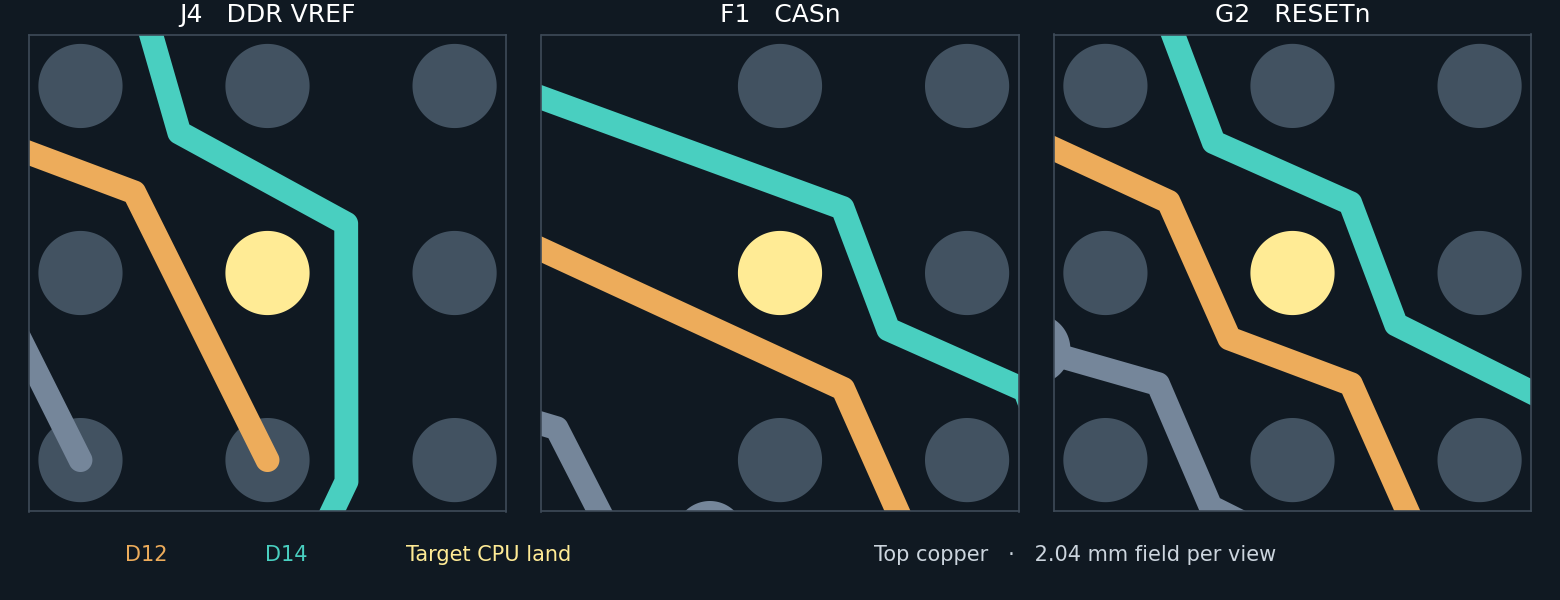 J4 DDR VREF
F1 CASn
G2 RESETn
D12
D14
Target CPU land
Top copper · 2.04 mm field per view